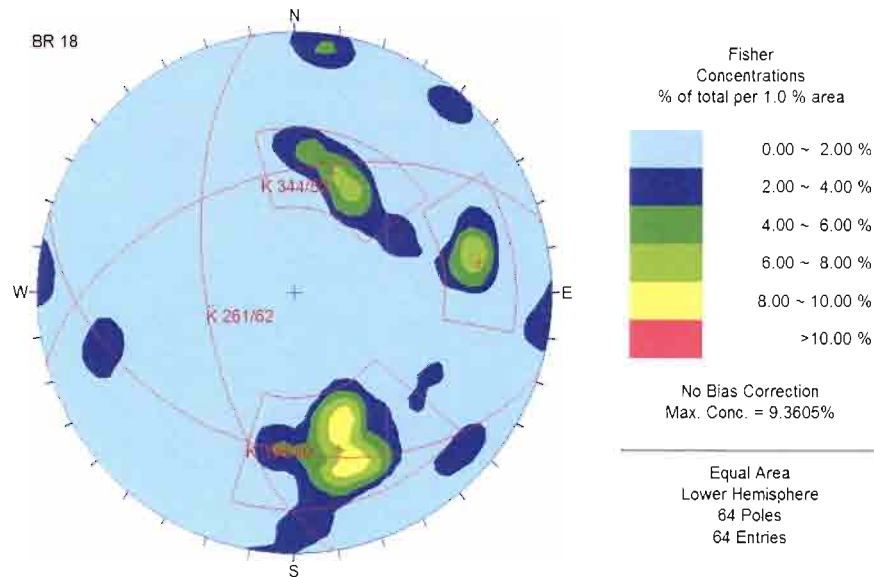 BR 18
N
W
E
S
K 344/5
K 261/62
K
Fisher
Concentrations
% of total per 1.0 % area
0.00 ~ 2.00 %
2.00 ~ 4.00 %
4.00 ~ 6.00 %
6.00 ~ 8.00 %
8.00 ~ 10.00 %
>10.00 %
No Bias Correction
Max. Conc. = 9.3605%
Equal Area
Lower Hemisphere
64 Poles
64 Entries